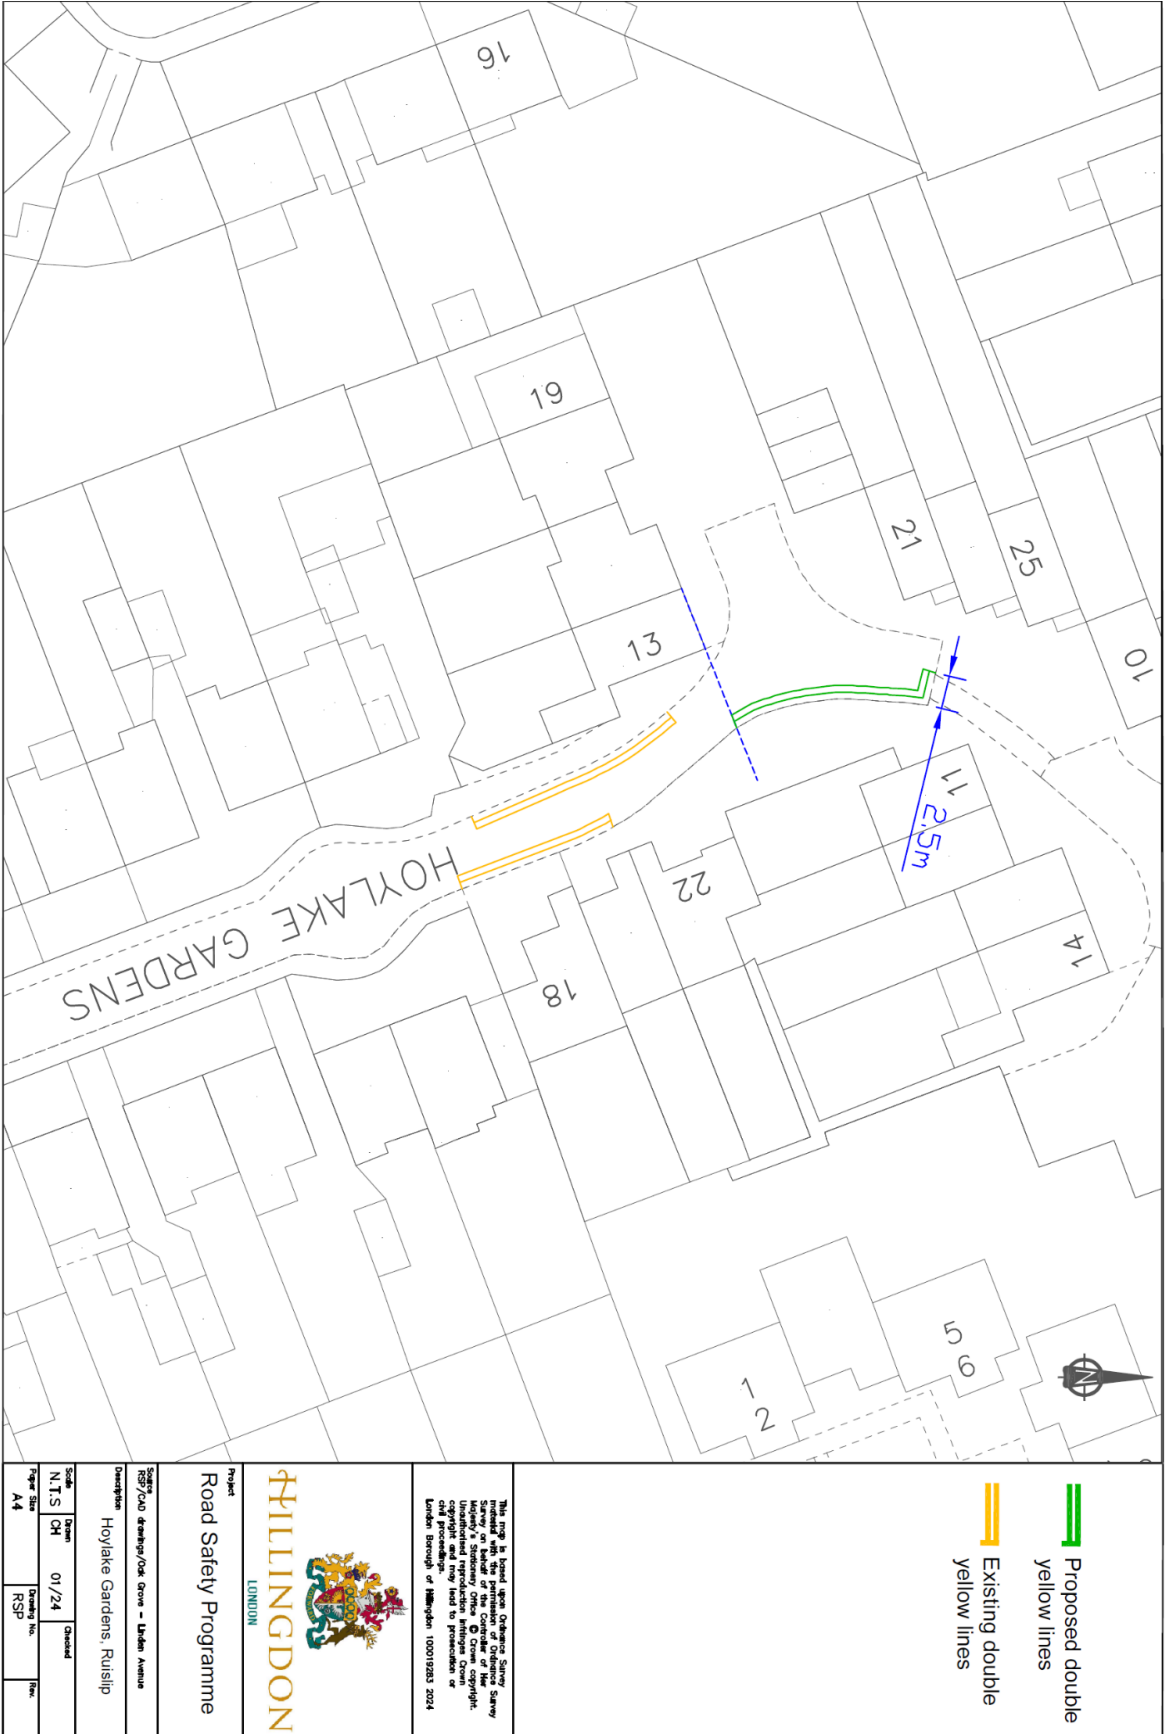 16
19
21
25
10
13
11
2.5m
22
14
18
HOYLAKE GARDENS
5
6
1
2
N
Proposed double
yellow lines
Existing double
yellow lines
This map is based upon Ordnance Survey
material with the permission of Ordnance Survey
Survey on behalf of the Controller of Her
Majesty's Stationery Office © Crown copyright.
Unauthorised reproduction infringes Crown
copyright and may lead to prosecution or
civil proceedings.
London Borough of Hillingdon 100019283 2024
HILLINGDON
LONDON
Project
Road Safety Programme
Source
RSP/CAD drawings/Oak Grove - Linden Avenue
Description
Hoylake Gardens, Ruislip
Scale
N.T.S
Drawn
CH
01/24
Checked
Paper Size
A4
Drawing No.
RSP
Rev.